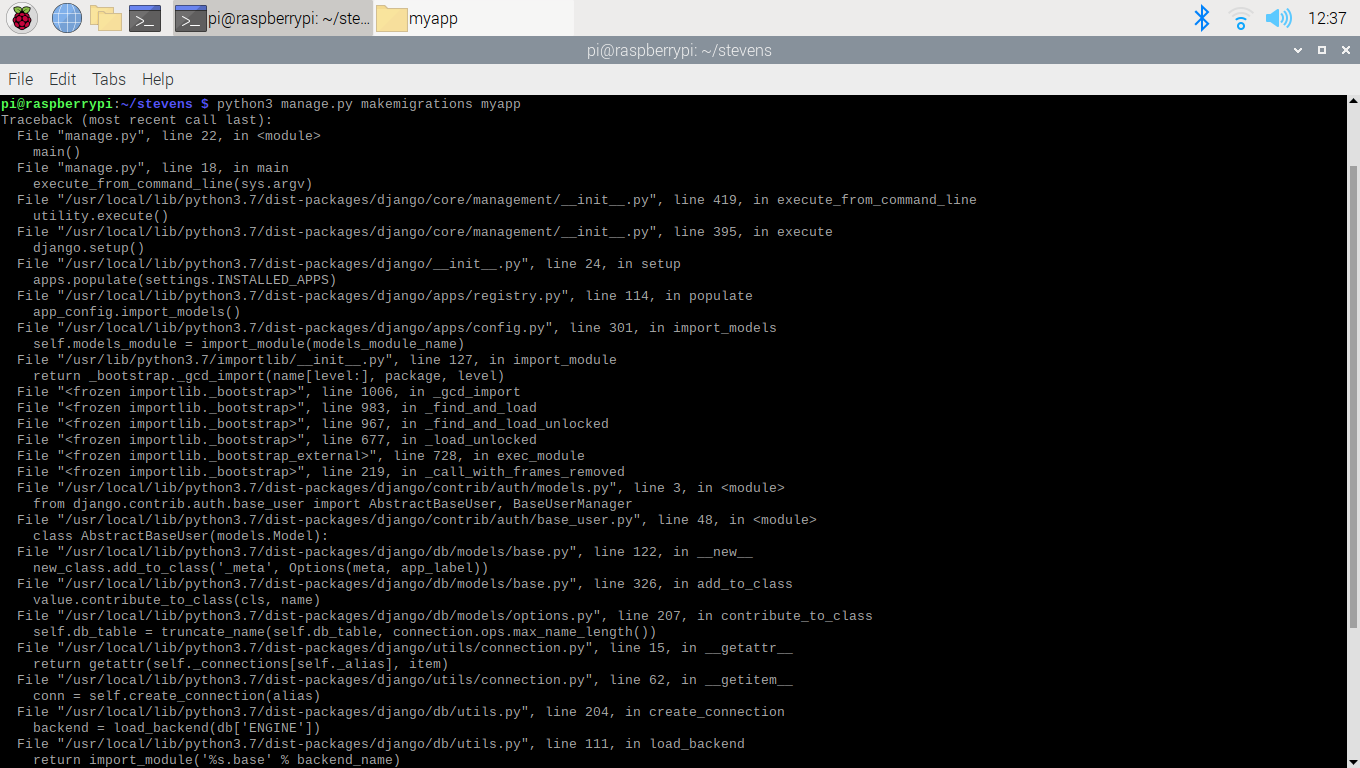 pi@raspberrypi: ~/ste...
myapp
12:37
pi@raspberrypi: ~/stevens
File Edit Tabs Help
pi@raspberrypi:~/stevens $ python3 manage.py makemigrations myapp
Traceback (most recent call last):
  File "manage.py", line 22, in <module>
    main()
  File "manage.py", line 18, in main
    execute_from_command_line(sys.argv)
  File "/usr/local/lib/python3.7/dist-packages/django/core/management/__init__.py", line 419, in execute_from_command_line
    utility.execute()
  File "/usr/local/lib/python3.7/dist-packages/django/core/management/__init__.py", line 395, in execute
    django.setup()
  File "/usr/local/lib/python3.7/dist-packages/django/__init__.py", line 24, in setup
    apps.populate(settings.INSTALLED_APPS)
  File "/usr/local/lib/python3.7/dist-packages/django/apps/registry.py", line 114, in populate
    app_config.import_models()
  File "/usr/local/lib/python3.7/dist-packages/django/apps/config.py", line 301, in import_models
    self.models_module = import_module(models_module_name)
  File "/usr/lib/python3.7/importlib/__init__.py", line 127, in import_module
    return _bootstrap._gcd_import(name[level:], package, level)
  File "<frozen importlib._bootstrap>", line 1006, in _gcd_import
  File "<frozen importlib._bootstrap>", line 983, in _find_and_load
  File "<frozen importlib._bootstrap>", line 967, in _find_and_load_unlocked
  File "<frozen importlib._bootstrap>", line 677, in _load_unlocked
  File "<frozen importlib._bootstrap_external>", line 728, in exec_module
  File "<frozen importlib._bootstrap>", line 219, in _call_with_frames_removed
  File "/usr/local/lib/python3.7/dist-packages/django/contrib/auth/models.py", line 3, in <module>
    from django.contrib.auth.base_user import AbstractBaseUser, BaseUserManager
  File "/usr/local/lib/python3.7/dist-packages/django/contrib/auth/base_user.py", line 48, in <module>
    class AbstractBaseUser(models.Model):
  File "/usr/local/lib/python3.7/dist-packages/django/db/models/base.py", line 122, in __new__
    new_class.add_to_class('_meta', Options(meta, app_label))
  File "/usr/local/lib/python3.7/dist-packages/django/db/models/base.py", line 326, in add_to_class
    value.contribute_to_class(cls, name)
  File "/usr/local/lib/python3.7/dist-packages/django/db/models/options.py", line 207, in contribute_to_class
    self.db_table = truncate_name(self.db_table, connection.ops.max_name_length())
  File "/usr/local/lib/python3.7/dist-packages/django/utils/connection.py", line 15, in __getattr__
    return getattr(self._connections[self._alias], item)
  File "/usr/local/lib/python3.7/dist-packages/django/utils/connection.py", line 62, in __getitem__
    conn = self.create_connection(alias)
  File "/usr/local/lib/python3.7/dist-packages/django/db/utils.py", line 204, in create_connection
    backend = load_backend(db['ENGINE'])
  File "/usr/local/lib/python3.7/dist-packages/django/db/utils.py", line 111, in load_backend
    return import_module('%s.base' % backend_name)